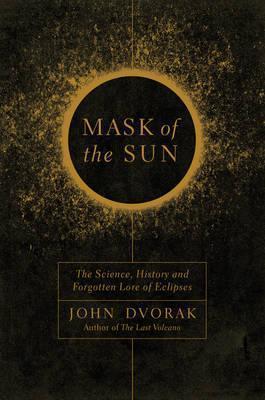 MASK of
the SUN
The Science, History and
Forgotten Lore of Eclipses
JOHN DVORAK
Author of The Last Volcano